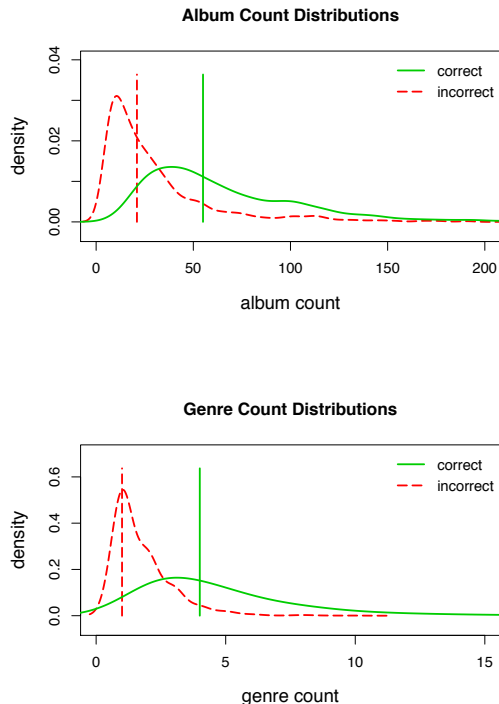 Album Count Distributions
0.04
correct
incorrect
density
0.02
0.00
0 50 100 150 200
album count
Genre Count Distributions
correct
0.6
incorrect
density
0.4
0.2
0.0
0 5 10 15
genre count